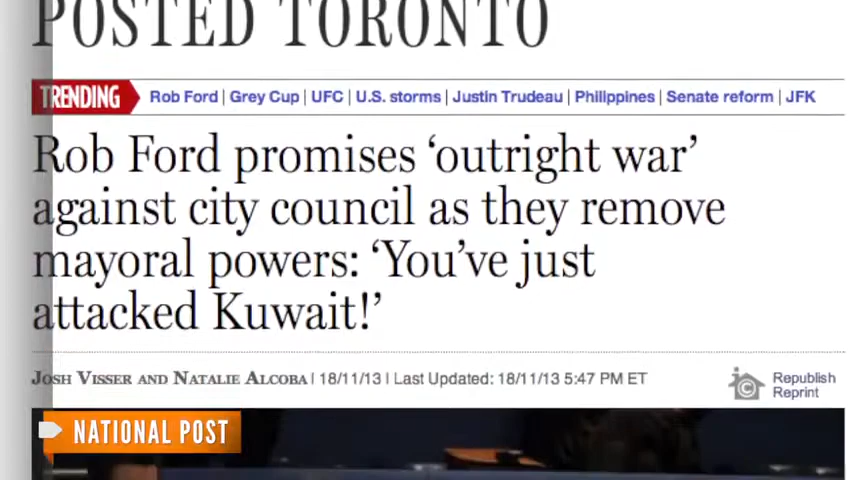 POSTED TORONTO
TRENDING Rob Ford | Grey Cup | UFC | U.S. storms | Justin Trudeau | Philippines | Senate reform | JFK
Rob Ford promises ‘outright war’
against city council as they remove
mayoral powers: ‘You’ve just
attacked Kuwait!’
JOSH VISSER AND NATALIE ALCOBA | 18/11/13 | Last Updated: 18/11/13 5:47 PM ET
Republish
Reprint
NATIONAL POST